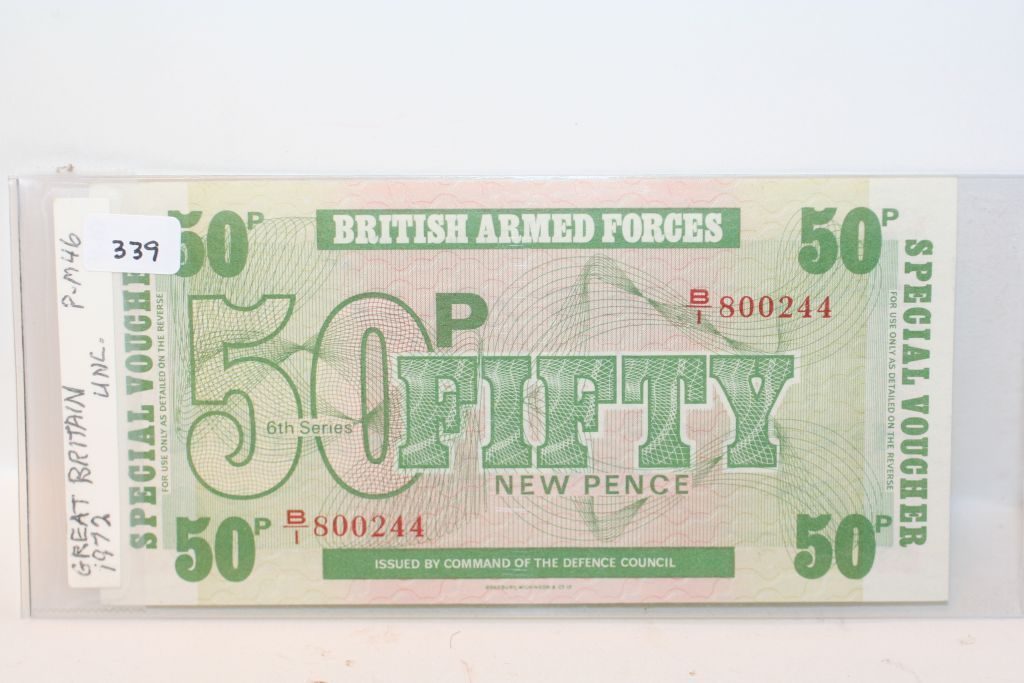 339
GREAT BRITAIN P-M46
1972 UNC.
50P
BRITISH ARMED FORCES
50P
SPECIAL VOUCHE
FOR USE ONLY AS DETAILED ON THE REVERSE
50P
6th Series
B/1 800244
FIFTY
NEW PENCE
SPECIAL VOUCHER
FOR USE ONLY AS DETAILED ON THE REVERSE
50P
B/1 800244
ISSUED BY COMMAND OF THE DEFENCE COUNCIL
50P